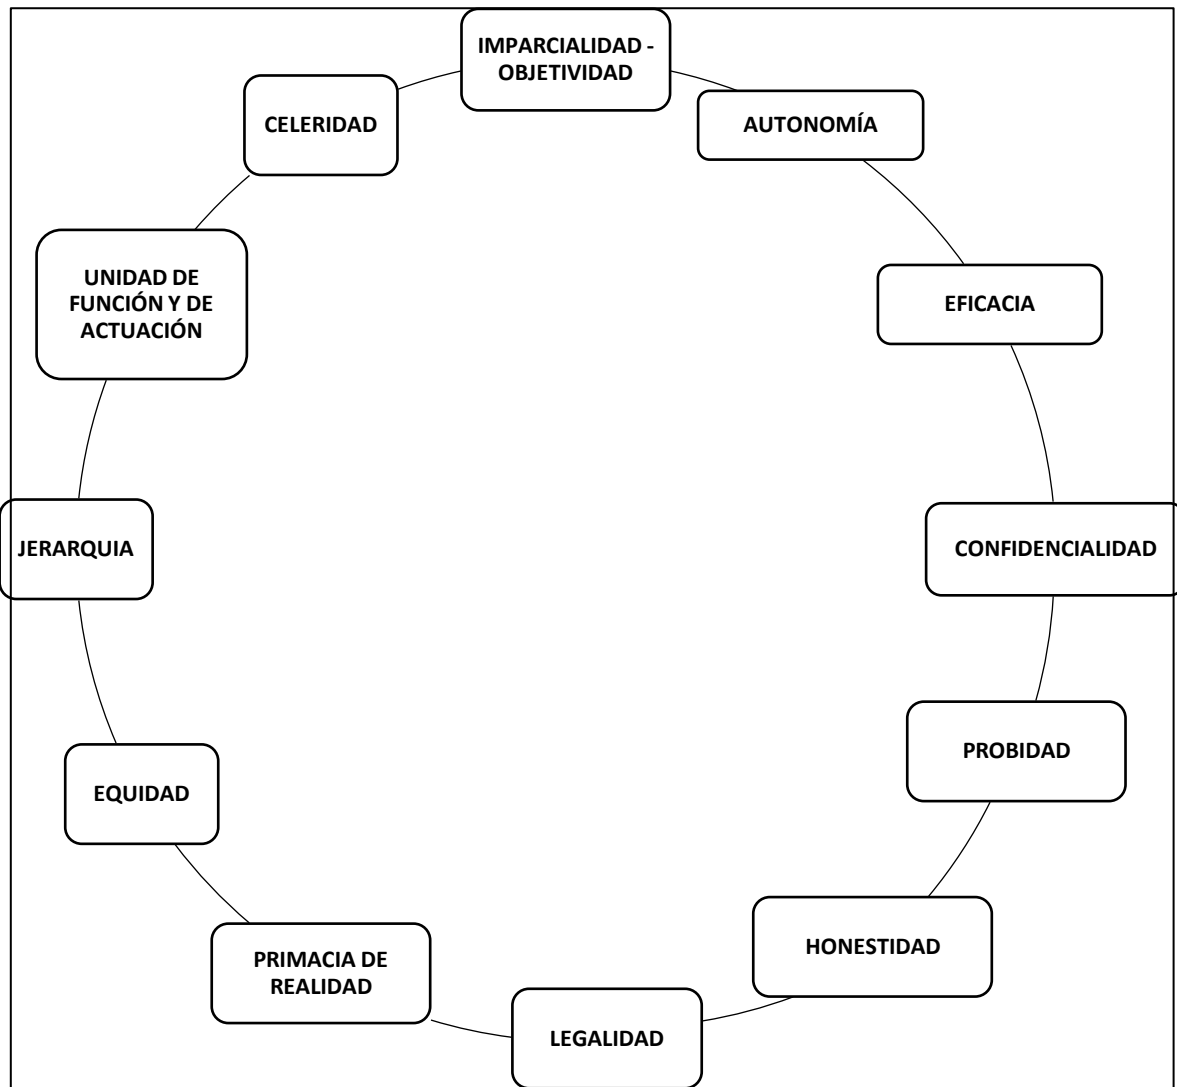 IMPARCIALIDAD -
OBJETIVIDAD
AUTONOMÍA
EFICACIA
CONFIDENCIALIDAD
PROBIDAD
HONESTIDAD
LEGALIDAD
PRIMACIA DE
REALIDAD
EQUIDAD
JERARQUIA
UNIDAD DE
FUNCIÓN Y DE
ACTUACIÓN
CELERIDAD